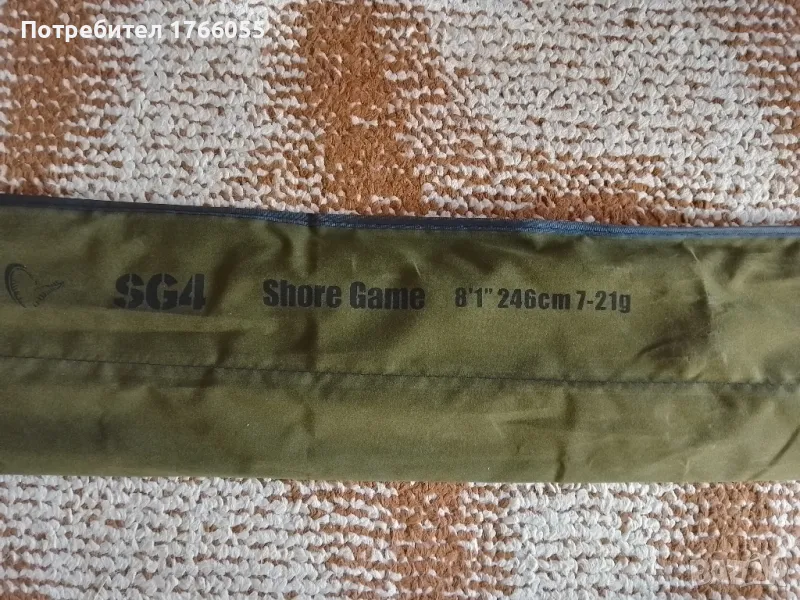 Потребител 1766055
SG4 Shore Game 8'1" 246cm 7-21g